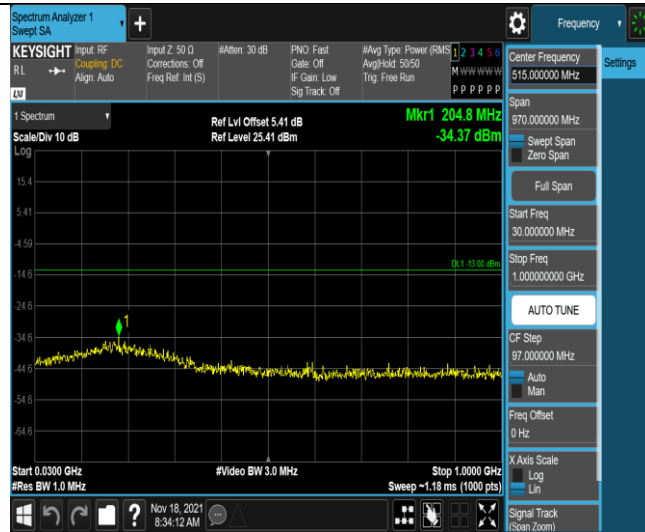 Spectrum Analyzer 1
Swept SA
Frequency
KEYSIGHT
R L
LXI
Input: RF
Coupling: DC
Align: Auto
Input Z: 50 Ω
Corrections: Off
Freq Ref: Int (S)
#Atten: 30 dB
PNO: Fast
Gate: Off
IF Gain: Low
Sig Track: Off
#Avg Type: Power (RMS
Avg|Hold: 50/50
Trig: Free Run
1 2 3 4 5 6
M W W W W W
P P P P P P
1 Spectrum
Scale/Div 10 dB
Log
Ref Lvl Offset 5.41 dB
Ref Level 25.41 dBm
Mkr1 204.8 MHz
-34.37 dBm
15.4
5.41
-4.59
-14.6
-24.6
-34.6
-44.6
-54.6
-64.6
DL1 -13.00 dBm
1
Start 0.0300 GHz
#Res BW 1.0 MHz
#Video BW 3.0 MHz
Stop 1.0000 GHz
Sweep ~1.18 ms (1000 pts)
Nov 18, 2021
8:34:12 AM
Center Frequency
515.000000 MHz
Settings
Span
970.000000 MHz
Swept Span
Zero Span
Full Span
Start Freq
30.000000 MHz
Stop Freq
1.000000000 GHz
AUTO TUNE
CF Step
97.000000 MHz
Auto
Man
Freq Offset
0 Hz
X Axis Scale
Log
Lin
Signal Track
(Span Zoom)